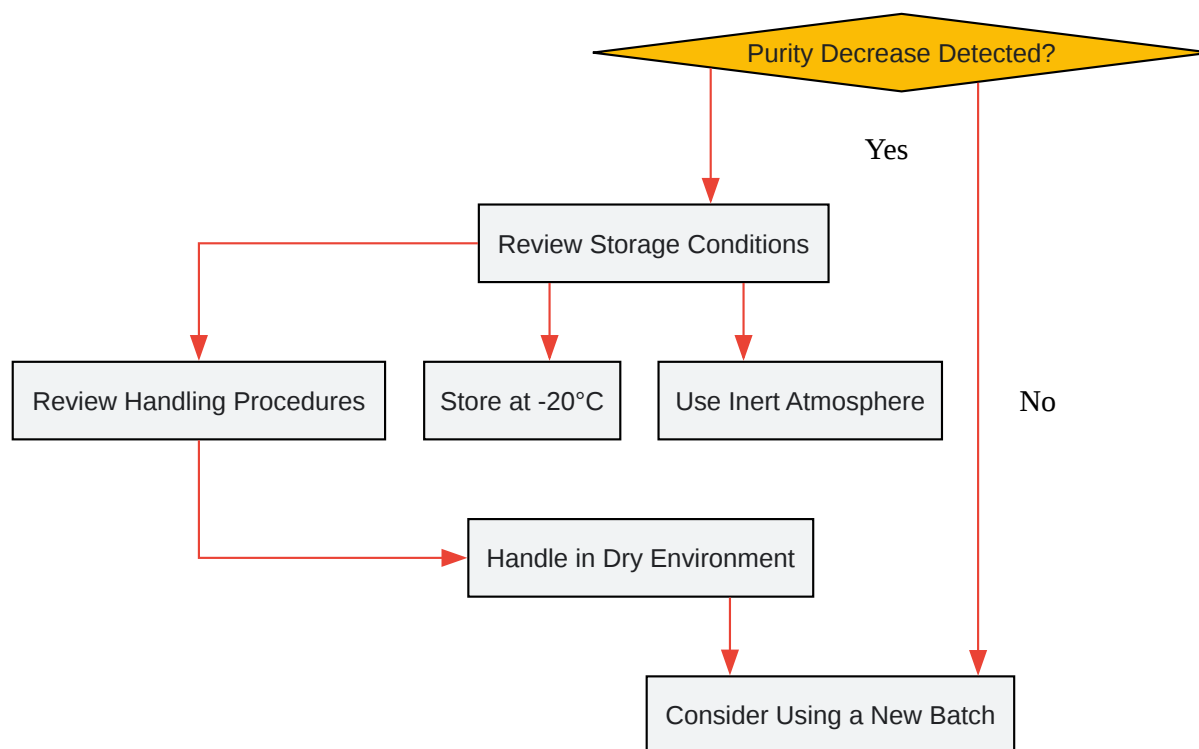 Purity Decrease Detected?
Yes
Review Storage Conditions
Review Handling Procedures
Store at -20°C
Use Inert Atmosphere
No
Handle in Dry Environment
Consider Using a New Batch